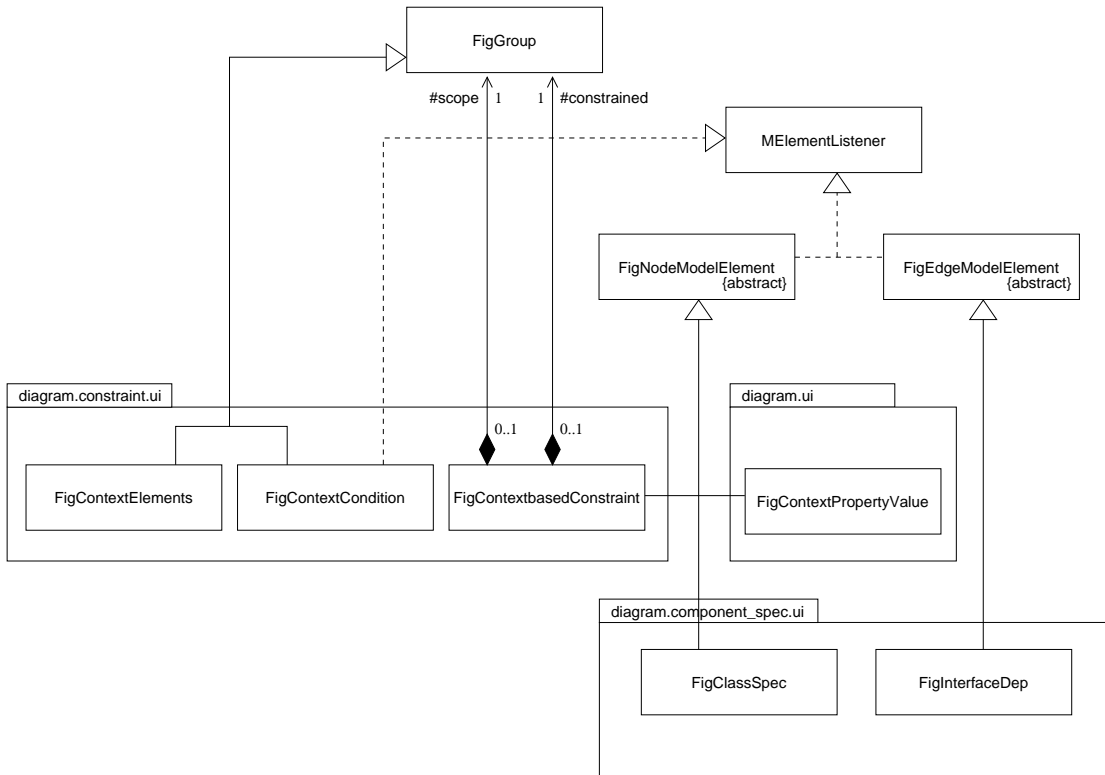 FigGroup
#scope 1 1 #constrained
MElementListener
FigNodeModelElement
{abstract}
FigEdgeModelElement
{abstract}
diagram.constraint.ui
diagram.ui
0..1 0..1
FigContextElements
FigContextCondition
FigContextbasedConstraint
FigContextPropertyValue
diagram.component_spec.ui
FigClassSpec
FigInterfaceDep